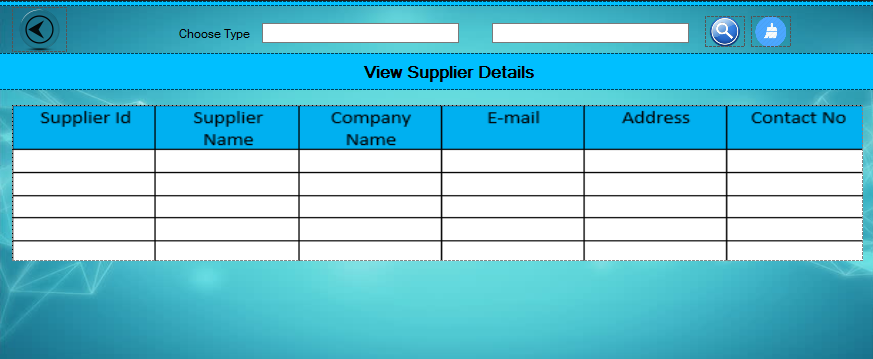 Choose Type
View Supplier Details
Supplier Id
Supplier
Name
Company
Name
E-mail
Address
Contact No